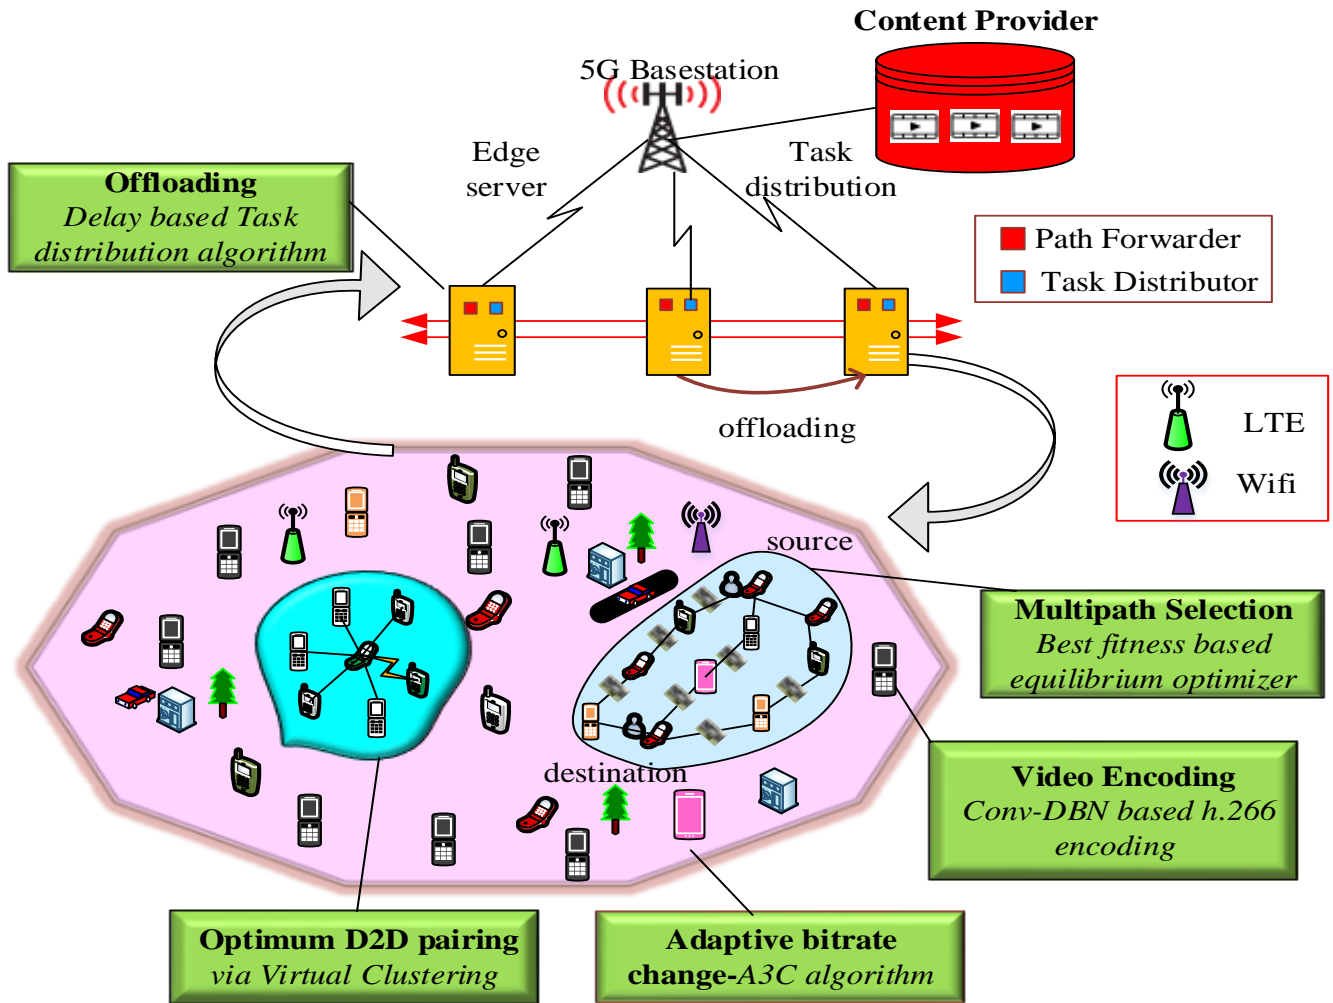 Content Provider
5G Basestation
Edge
server
Task
distribution
Offloading
Delay based Task
distribution algorithm
Path Forwarder
Task Distributor
offloading
LTE
Wifi
source
Multipath Selection
Best fitness based
equilibrium optimizer
destination
Video Encoding
Conv-DBN based h.266
encoding
Optimum D2D pairing
via Virtual Clustering
Adaptive bitrate
change-A3C algorithm